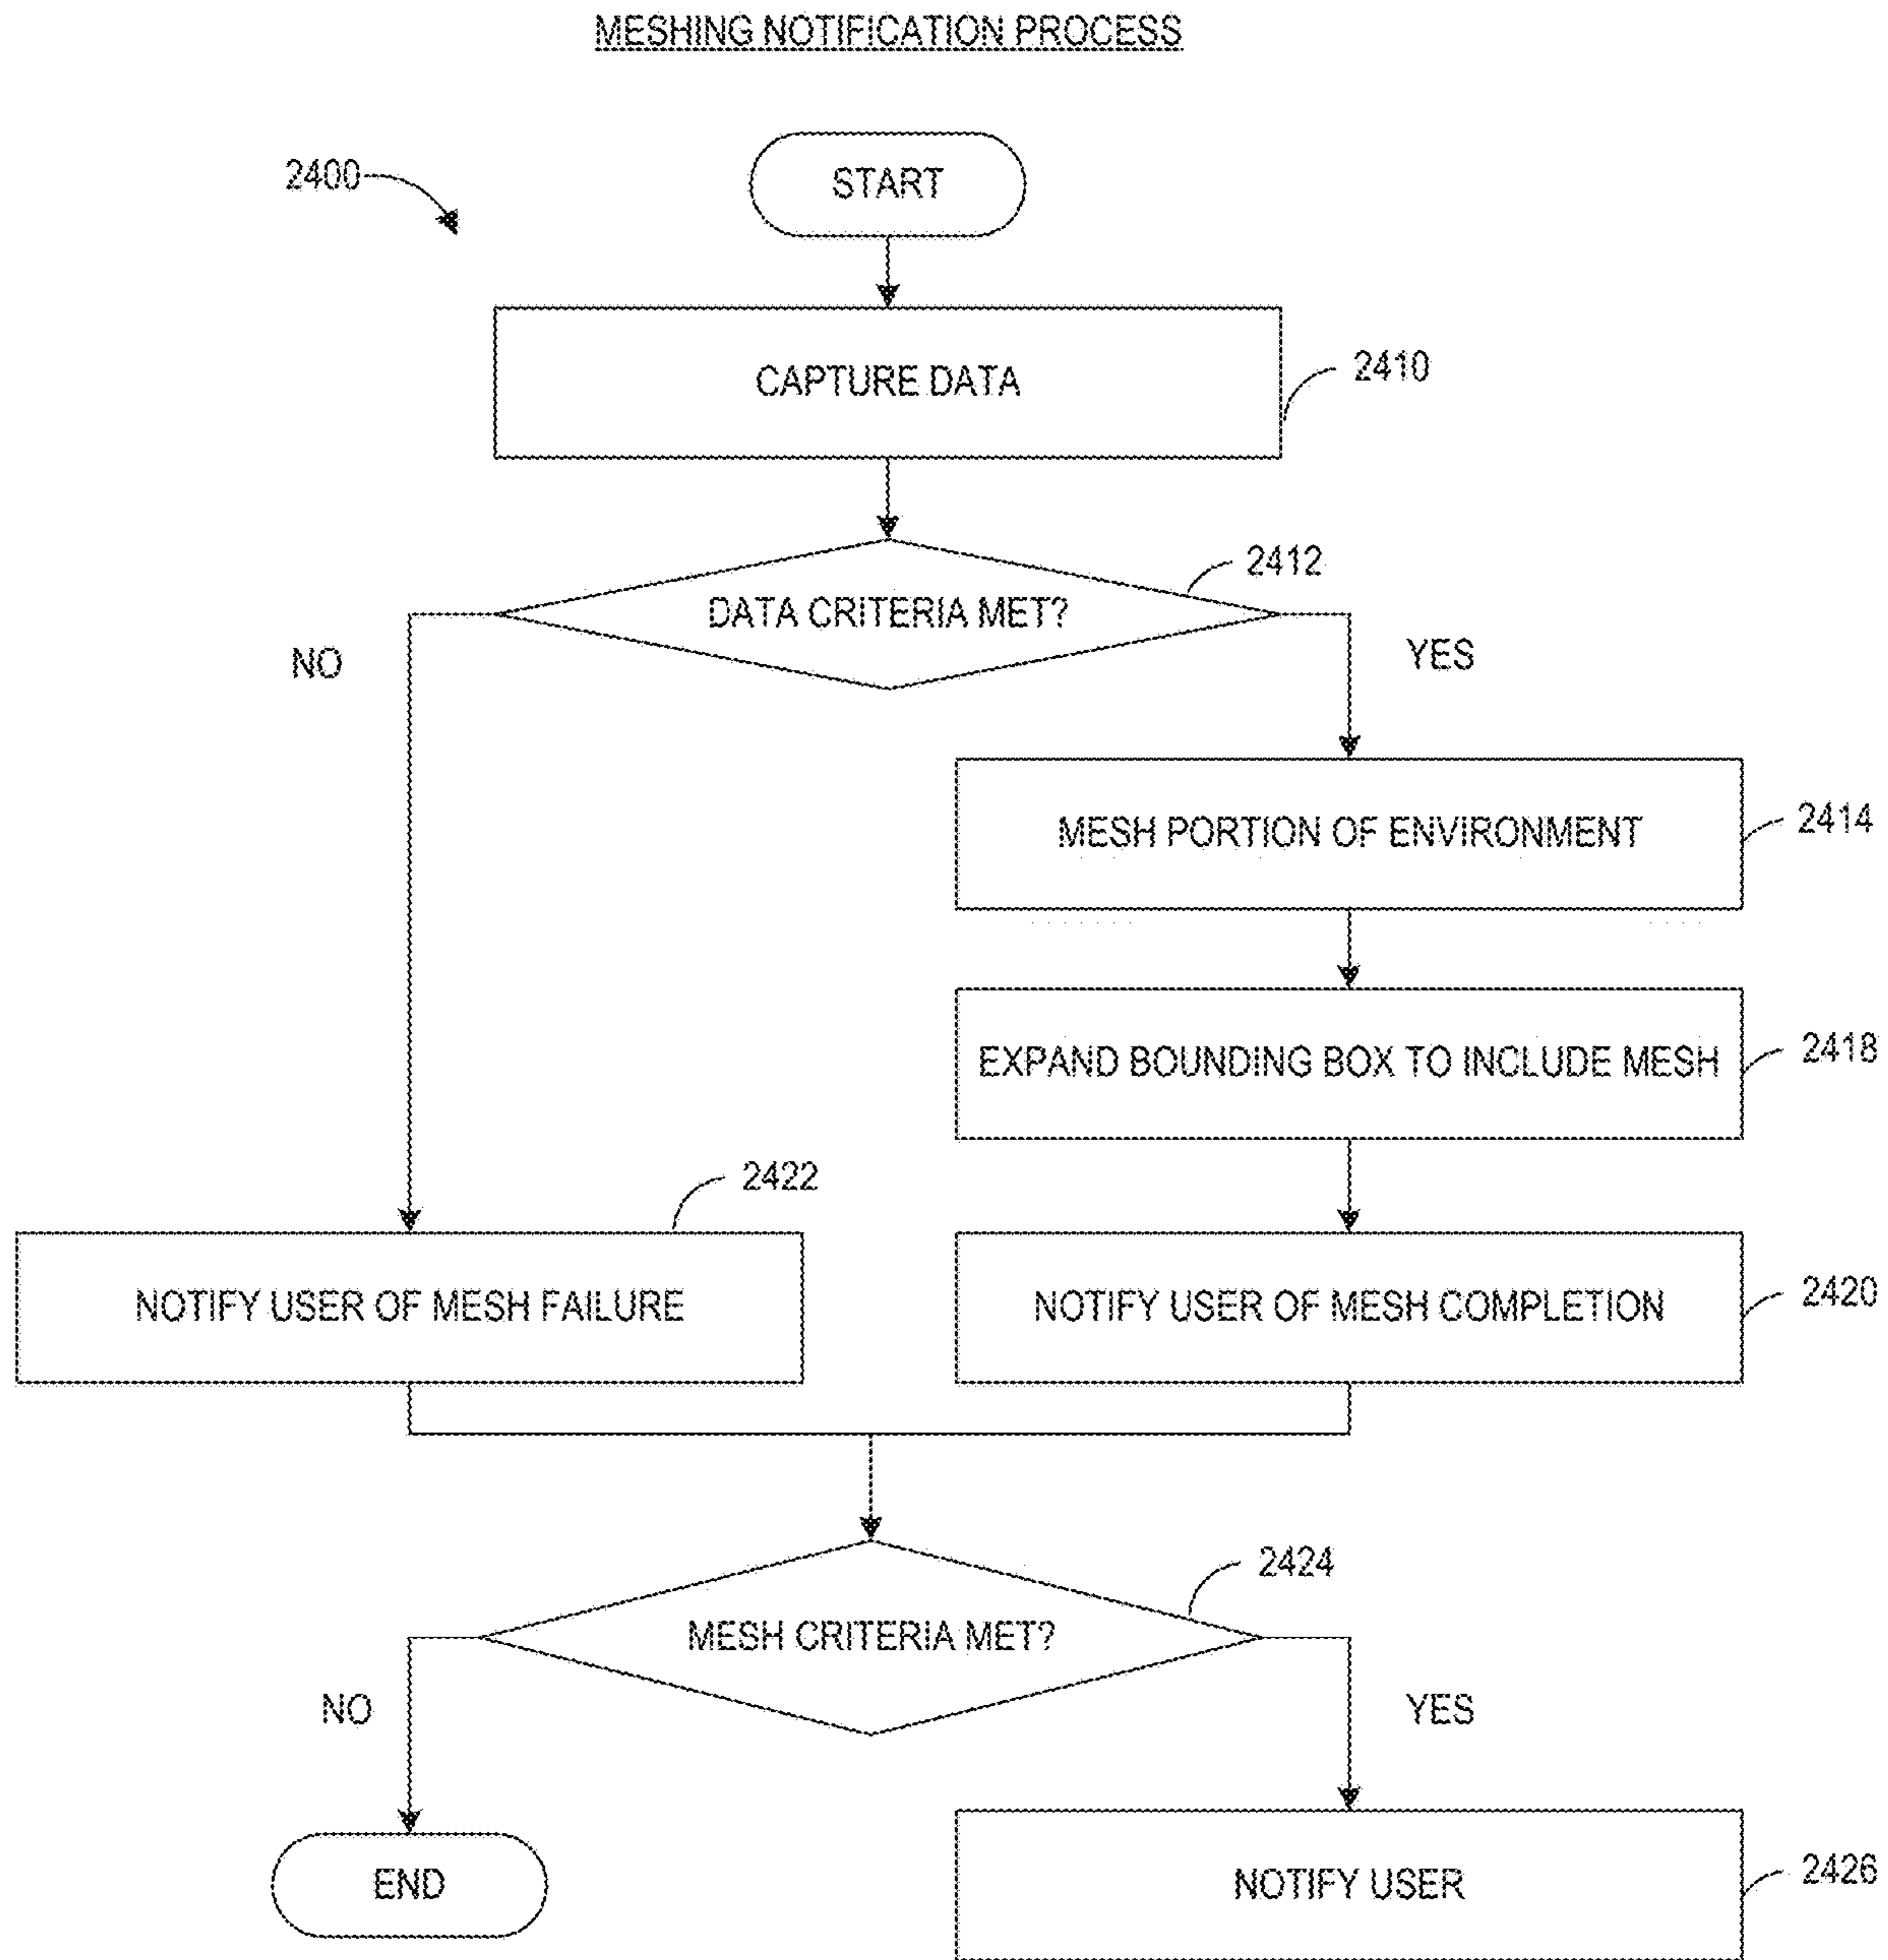 MESHING NOTIFICATION PROCESS
2400
START
CAPTURE DATA
2410
DATA CRITERIA MET?
2412
NO
YES
MESH PORTION OF ENVIRONMENT
2414
EXPAND BOUNDING BOX TO INCLUDE MESH
2418
2422
NOTIFY USER OF MESH FAILURE
NOTIFY USER OF MESH COMPLETION
2420
MESH CRITERIA MET?
2424
NO
YES
END
NOTIFY USER
2426